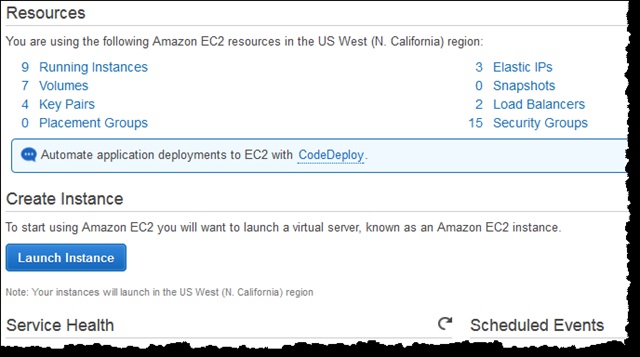 Resources
You are using the following Amazon EC2 resources in the US West (N. California) region:
9 Running Instances
3 Elastic IPs
7 Volumes
0 Snapshots
4 Key Pairs
2 Load Balancers
0 Placement Groups
15 Security Groups
Automate application deployments to EC2 with CodeDeploy.
Create Instance
To start using Amazon EC2 you will want to launch a virtual server, known as an Amazon EC2 instance.
Launch Instance
Note: Your instances will launch in the US West (N. California) region
Service Health
Scheduled Events